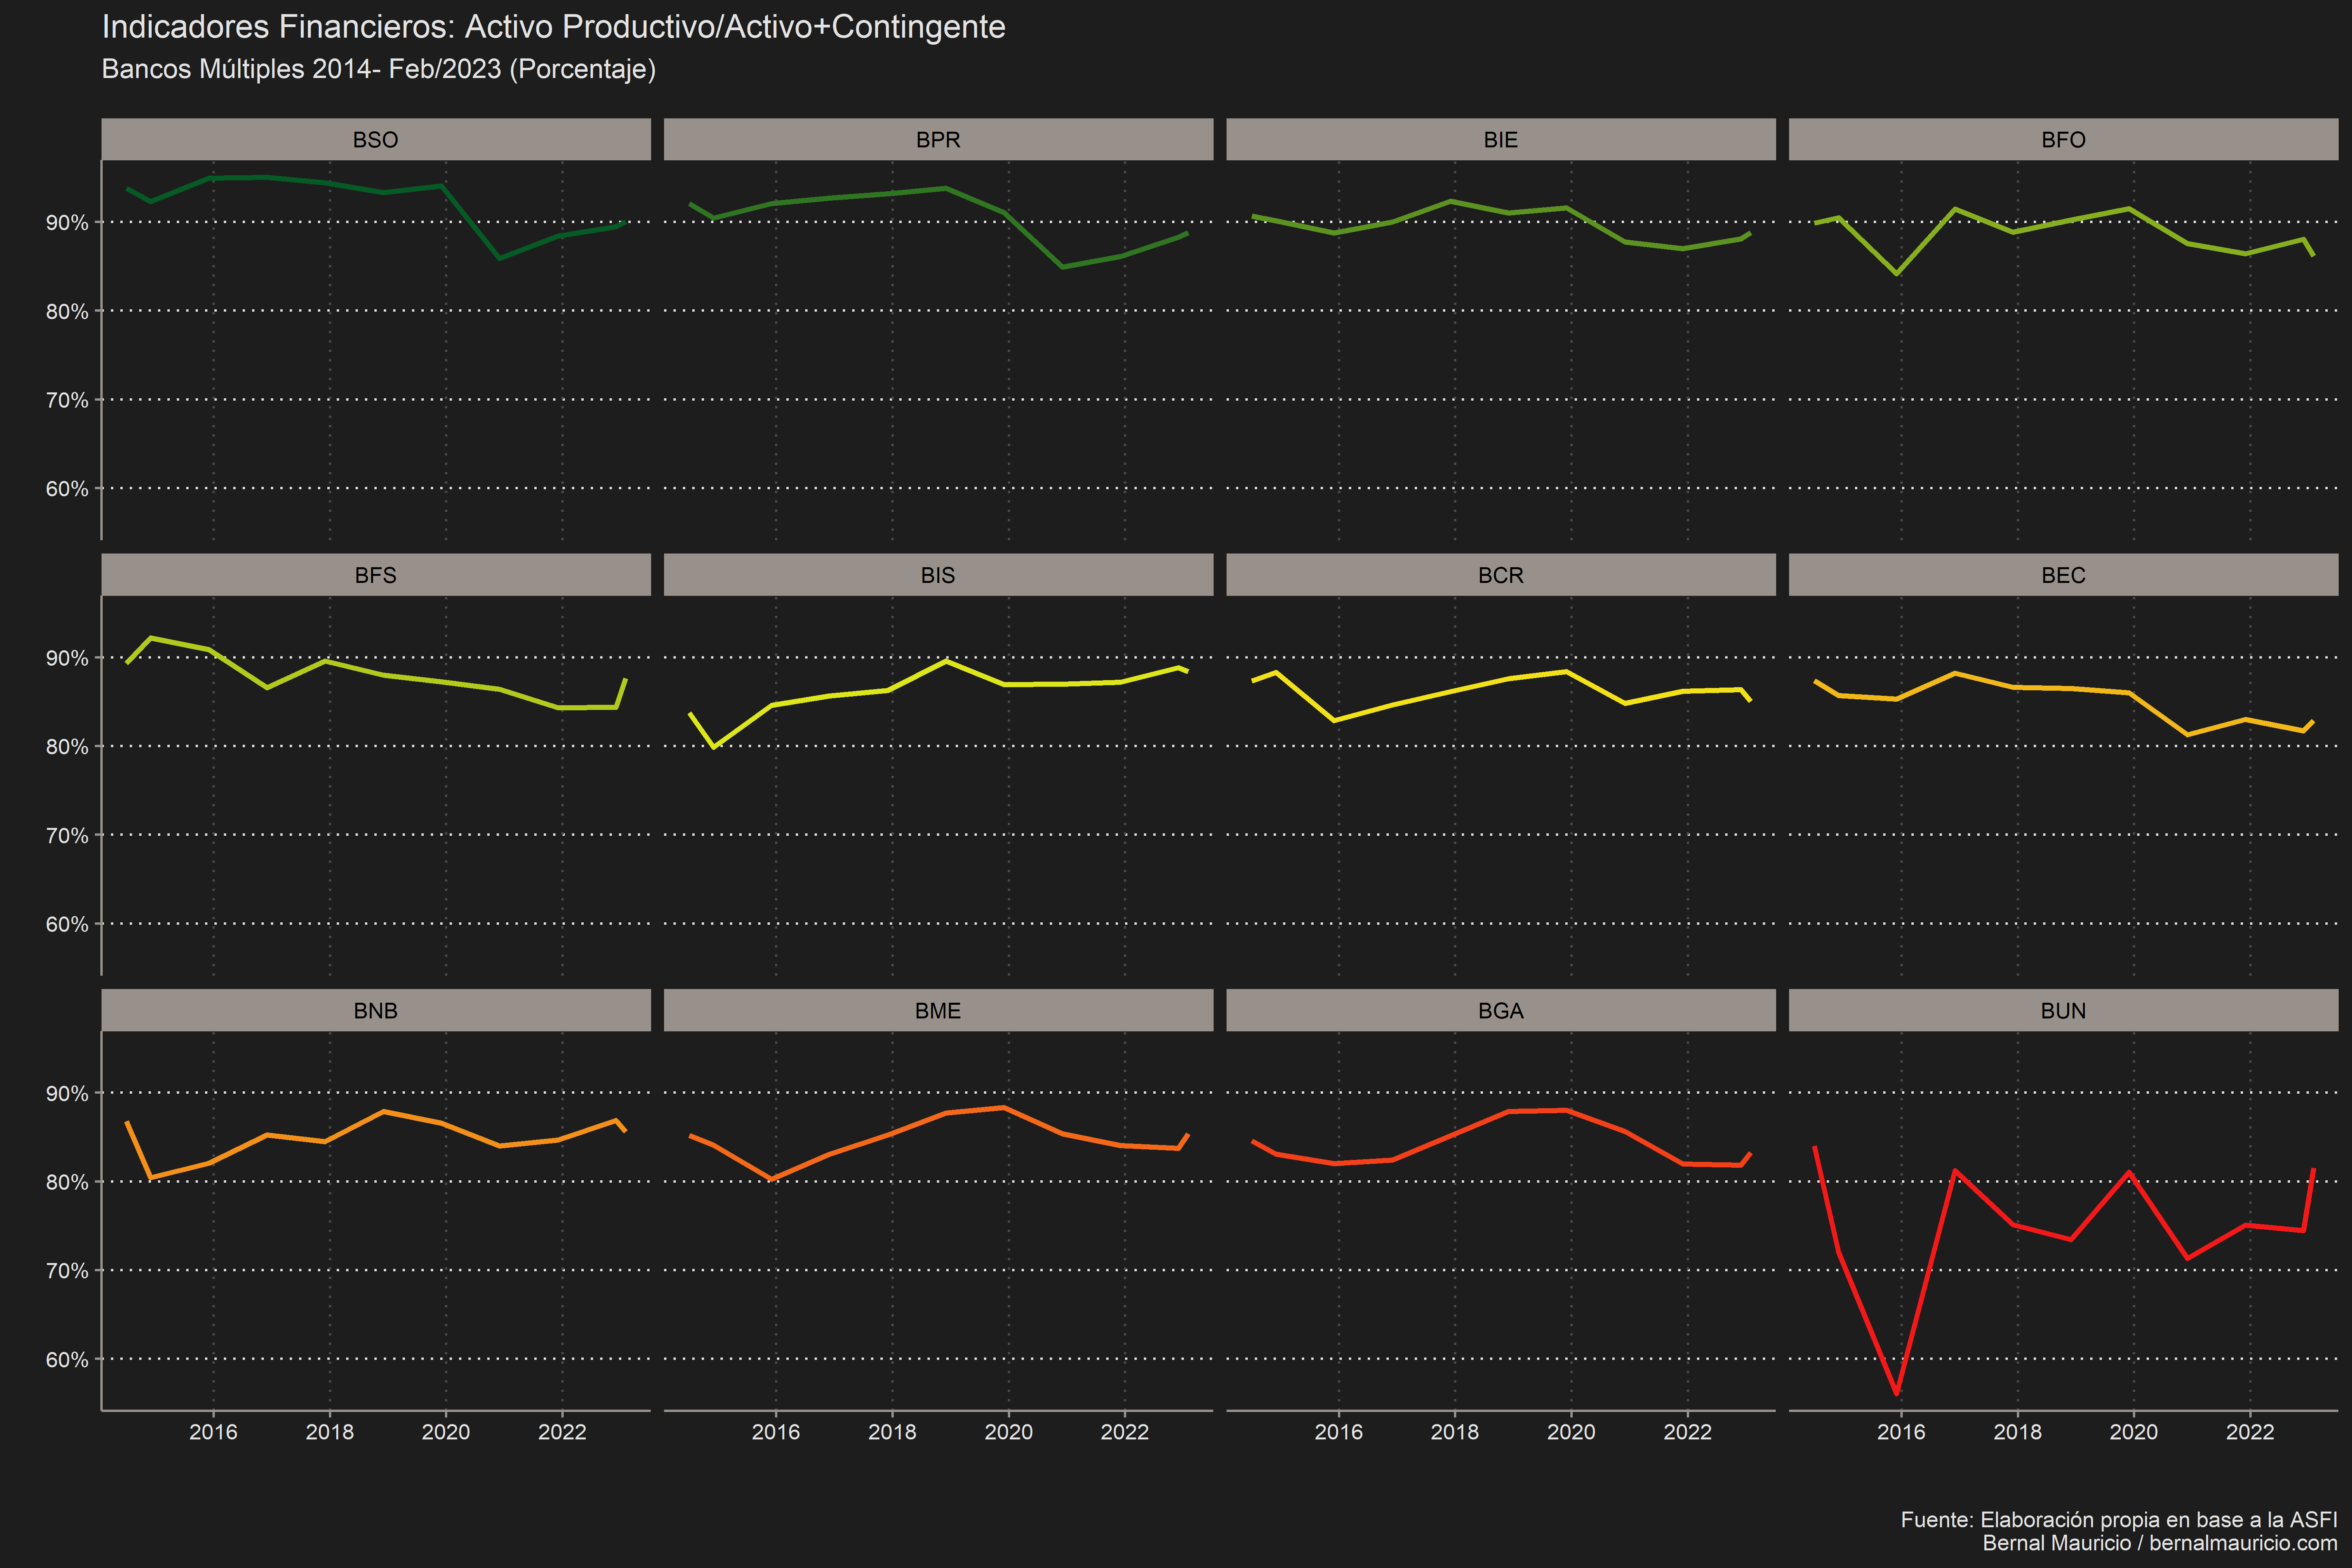 Indicadores Financieros: Activo Productivo/Activo+Contingente
Bancos Múltiples 2014- Feb/2023 (Porcentaje)
BSO
BPR
BIE
BFO
90%
80%
70%
60%
BFS
BIS
BCR
BEC
90%
80%
70%
60%
BNB
BME
BGA
BUN
90%
80%
70%
60%
2016 2018 2020 2022
2016 2018 2020 2022
2016 2018 2020 2022
2016 2018 2020 2022
Fuente: Elaboración propia en base a la ASFI
Bernal Mauricio / bernalmauricio.com